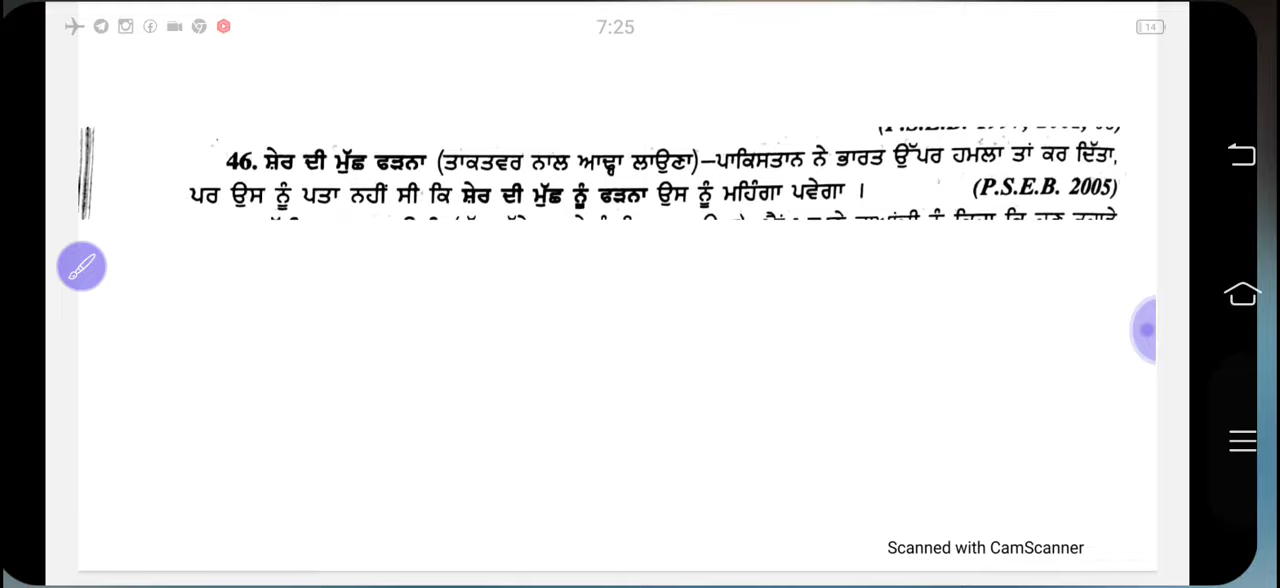 7:25
14
46. ਸ਼ੇਰ ਦੀ ਮੁੱਛ ਫੜਨਾ (ਤਾਕਤਵਰ ਨਾਲ ਆਢ੍ਹਾ ਲਾਉਣਾ)–ਪਾਕਿਸਤਾਨ ਨੇ ਭਾਰਤ ਉੱਪਰ ਹਮਲਾ ਤਾਂ ਕਰ ਦਿੱਤਾ,
ਪਰ ਉਸ ਨੂੰ ਪਤਾ ਨਹੀਂ ਸੀ ਕਿ ਸ਼ੇਰ ਦੀ ਮੁੱਛ ਨੂੰ ਫੜਨਾ ਉਸ ਨੂੰ ਮਹਿੰਗਾ ਪਵੇਗਾ । (P.S.E.B. 2005)
Scanned with CamScanner